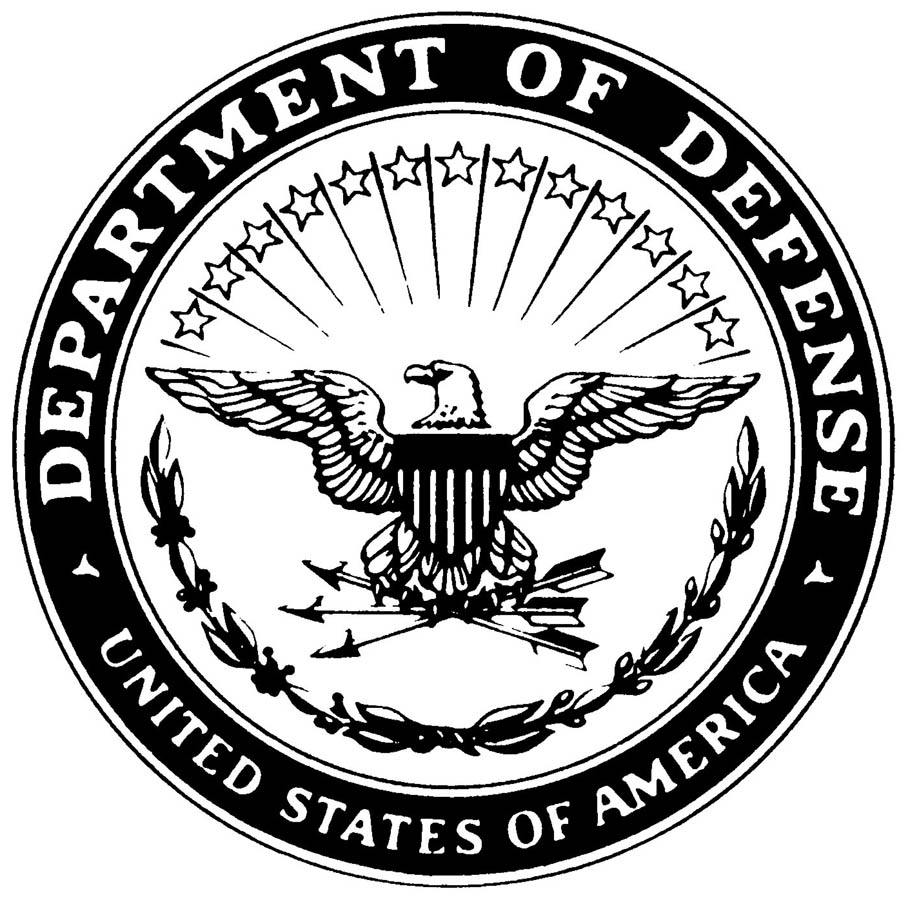 DEPARTMENT OF DEFENSE
UNITED STATES OF AMERICA